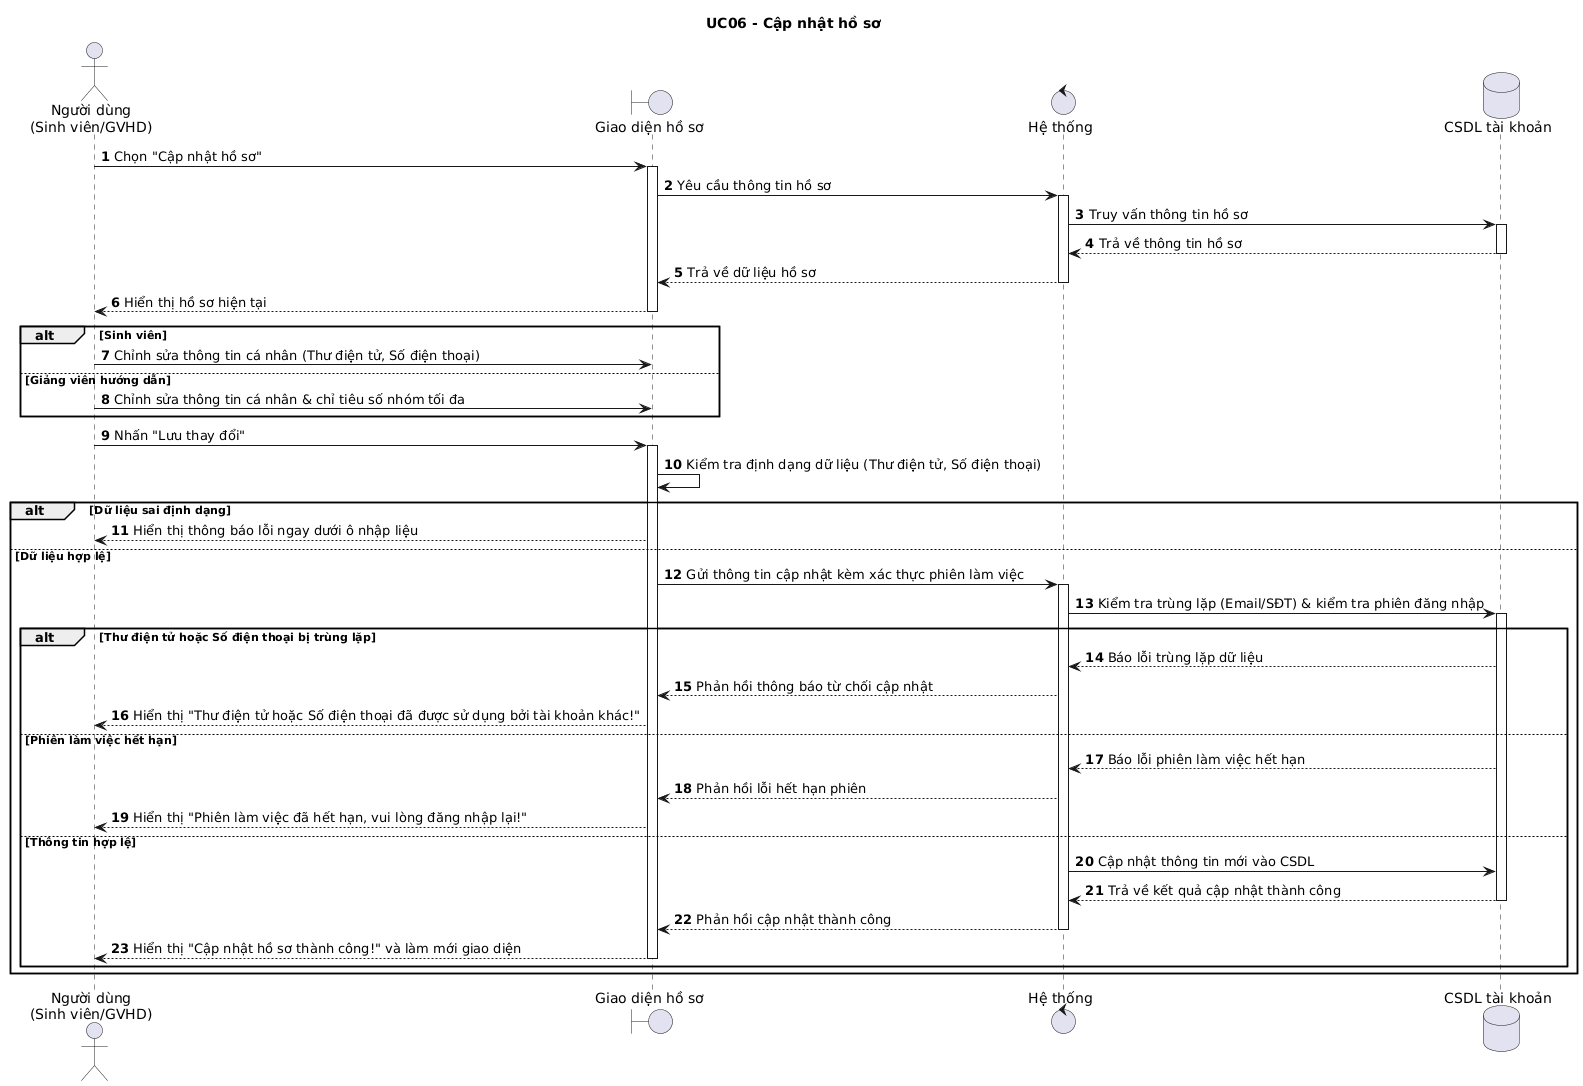 UC06 - Cập nhật hồ sơ
Người dùng
(Sinh viên/GVHD)
Giao diện hồ sơ
Hệ thống
CSDL tài khoản
1 Chọn "Cập nhật hồ sơ"
2 Yêu cầu thông tin hồ sơ
3 Truy vấn thông tin hồ sơ
4 Trả về thông tin hồ sơ
5 Trả về dữ liệu hồ sơ
6 Hiển thị hồ sơ hiện tại
alt [Sinh viên]
7 Chỉnh sửa thông tin cá nhân (Thư điện tử, Số điện thoại)
[Giảng viên hướng dẫn]
8 Chỉnh sửa thông tin cá nhân & chỉ tiêu số nhóm tối đa
9 Nhấn "Lưu thay đổi"
10 Kiểm tra định dạng dữ liệu (Thư điện tử, Số điện thoại)
alt [Dữ liệu sai định dạng]
11 Hiển thị thông báo lỗi ngay dưới ô nhập liệu
[Dữ liệu hợp lệ]
12 Gửi thông tin cập nhật kèm xác thực phiên làm việc
13 Kiểm tra trùng lặp (Email/SĐT) & kiểm tra phiên đăng nhập
alt [Thư điện tử hoặc Số điện thoại bị trùng lặp]
14 Báo lỗi trùng lặp dữ liệu
15 Phản hồi thông báo từ chối cập nhật
16 Hiển thị "Thư điện tử hoặc Số điện thoại đã được sử dụng bởi tài khoản khác!"
[Phiên làm việc hết hạn]
17 Báo lỗi phiên làm việc hết hạn
18 Phản hồi lỗi hết hạn phiên
19 Hiển thị "Phiên làm việc đã hết hạn, vui lòng đăng nhập lại!"
[Thông tin hợp lệ]
20 Cập nhật thông tin mới vào CSDL
21 Trả về kết quả cập nhật thành công
22 Phản hồi cập nhật thành công
23 Hiển thị "Cập nhật hồ sơ thành công!" và làm mới giao diện
Người dùng
(Sinh viên/GVHD)
Giao diện hồ sơ
Hệ thống
CSDL tài khoản